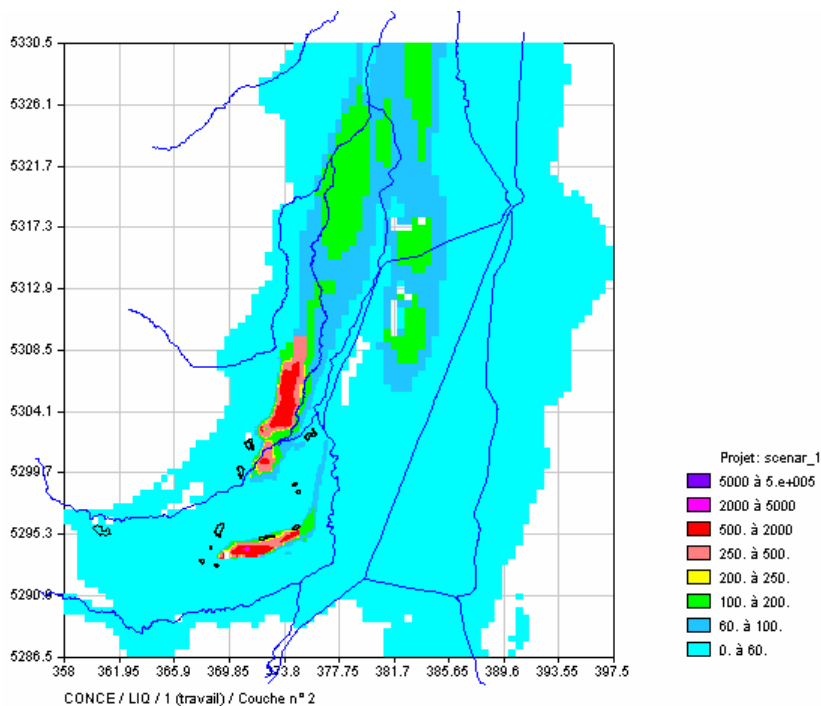 5330.5
5326.1
5321.7
5317.3
5312.9
5308.5
5304.1
5299.7
5295.3
5290.9
5286.5
358 361.95 365.9 369.85 373.8 377.75 381.7 385.65 389.6 393.55 397.5
CONCE / LIQ / 1 (travail) / Couche n° 2
Projet: scenar_1
5000 à 5.e+005
2000 à 5000
500. à 2000
250. à 500.
200. à 250.
100. à 200.
60. à 100.
0. à 60.